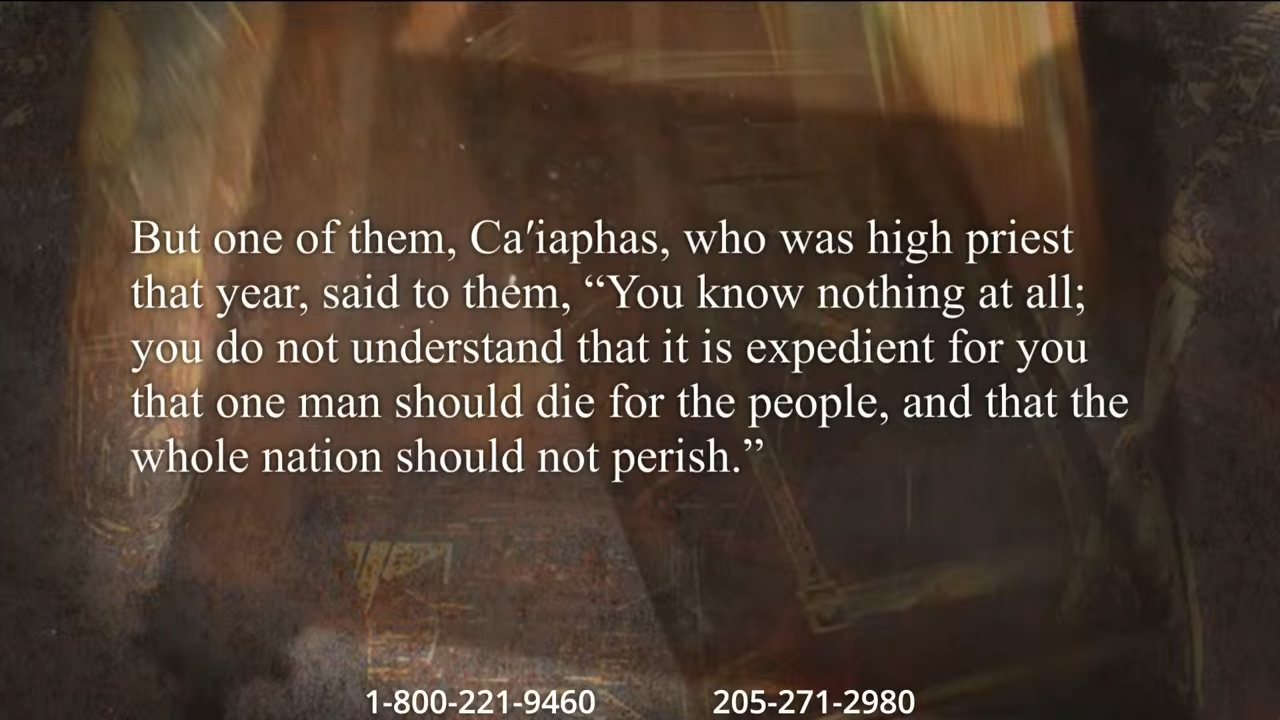 But one of them, Ca′iaphas, who was high priest
that year, said to them, “You know nothing at all;
you do not understand that it is expedient for you
that one man should die for the people, and that the
whole nation should not perish.”
1-800-221-9460 205-271-2980